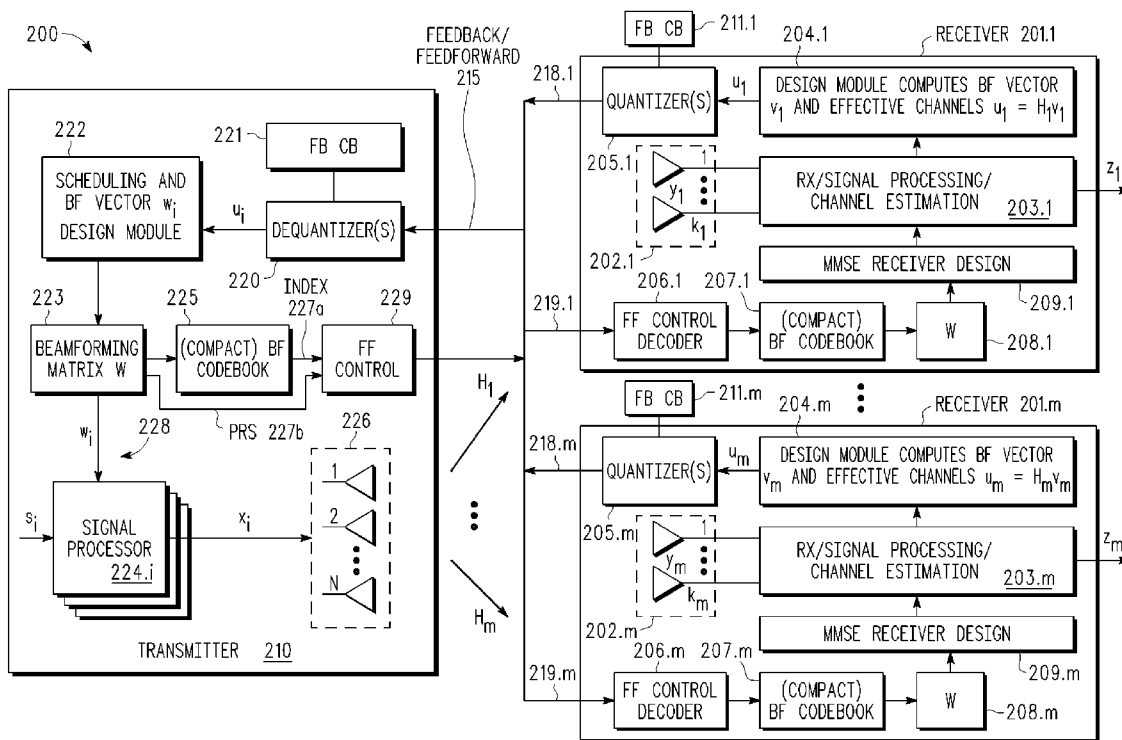 200
FEEDBACK/
FEEDFORWARD
215
222
SCHEDULING AND
BF VECTOR wi
DESIGN MODULE
221
FB CB
ui
DEQUANTIZER(S)
220
223
BEAMFORMING
MATRIX W
225
(COMPACT) BF
CODEBOOK
INDEX
227a
229
FF
CONTROL
PRS 227b
wi
228
si
SIGNAL
PROCESSOR
224.i
xi
226
1
2
N
TRANSMITTER 210
H1
Hm
FB CB
211.1
RECEIVER 201.1
218.1
QUANTIZER(S)
205.1
u1
204.1
DESIGN MODULE COMPUTES BF VECTOR
v1 AND EFFECTIVE CHANNELS u1 = H1v1
1
y1
k1
202.1
RX/SIGNAL PROCESSING/
CHANNEL ESTIMATION
203.1
z1
MMSE RECEIVER DESIGN
209.1
219.1
206.1
FF CONTROL
DECODER
207.1
(COMPACT)
BF CODEBOOK
W
208.1
FB CB
211.m
RECEIVER 201.m
218.m
QUANTIZER(S)
205.m
um
204.m
DESIGN MODULE COMPUTES BF VECTOR
vm AND EFFECTIVE CHANNELS um = Hmvm
1
ym
km
202.m
RX/SIGNAL PROCESSING/
CHANNEL ESTIMATION
203.m
zm
MMSE RECEIVER DESIGN
209.m
219.m
206.m
FF CONTROL
DECODER
207.m
(COMPACT)
BF CODEBOOK
W
208.m